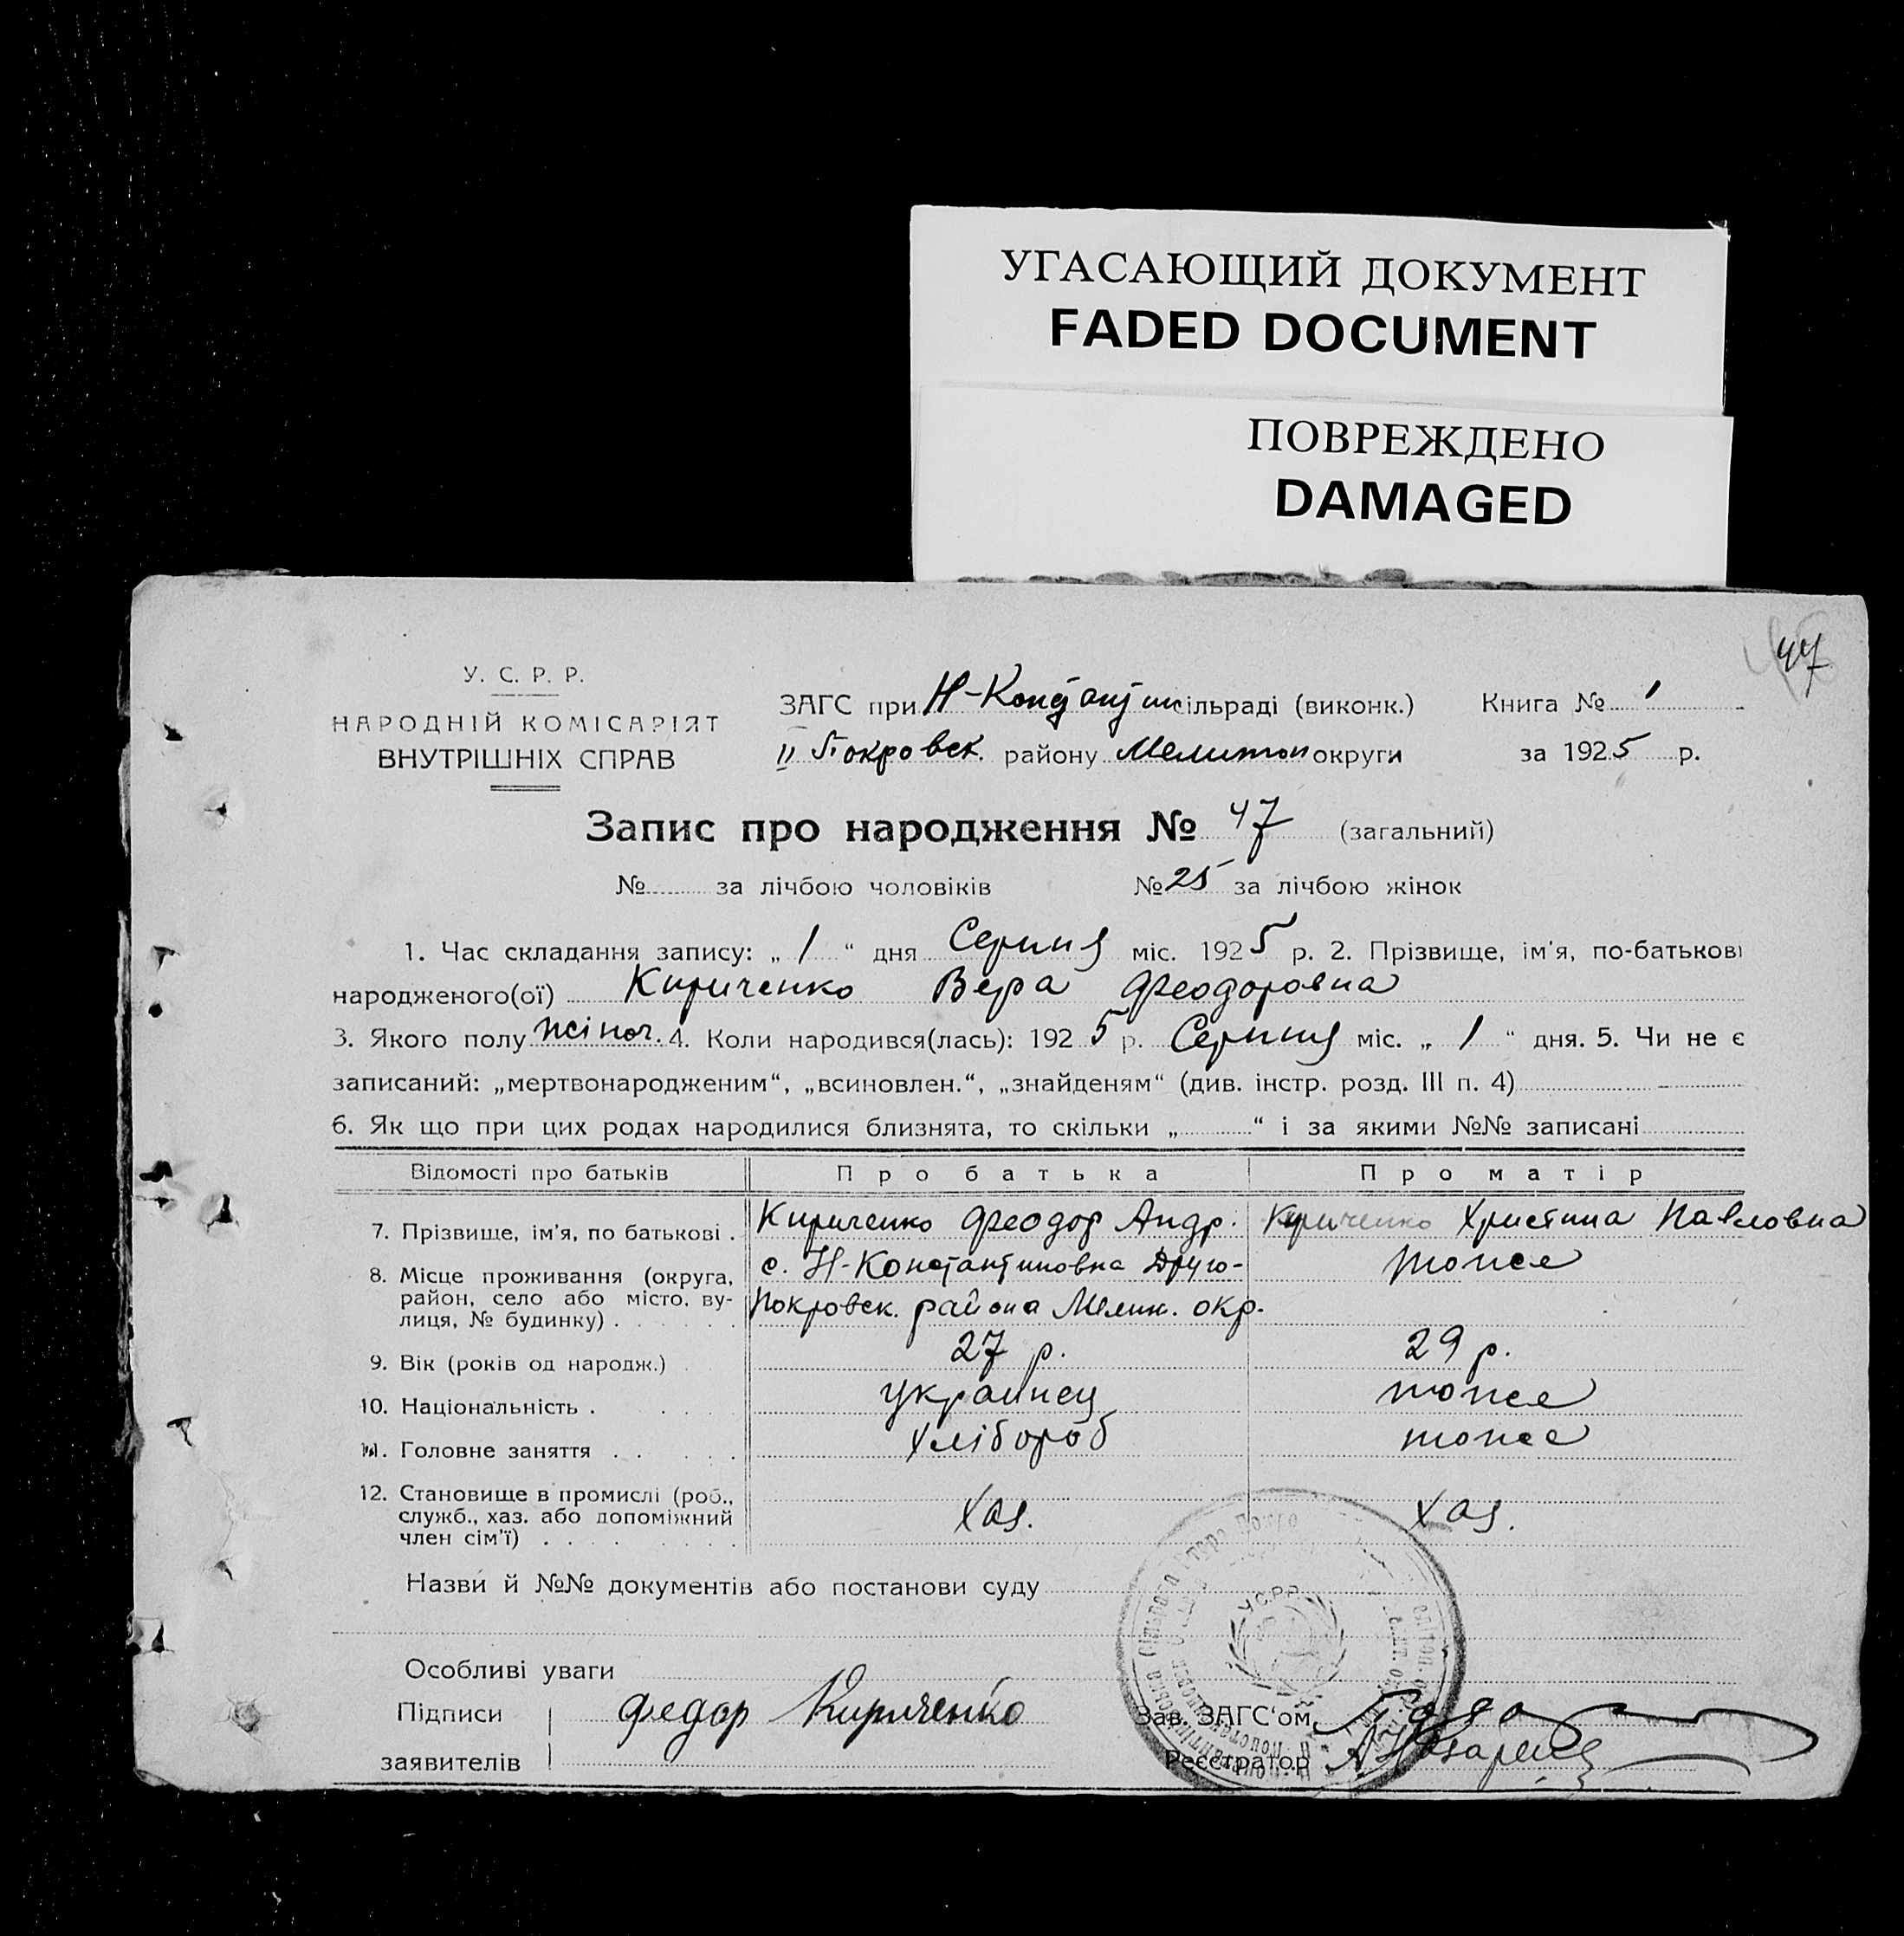 УГАСАЮЩИЙ ДОКУМЕНТ
FADED DOCUMENT
ПОВРЕЖДЕНО
DAMAGED
47
У. С. Р. Р.
НАРОДНІЙ КОМІСАРІЯТ
ВНУТРІШНІХ СПРАВ
ЗАГС при Н-Констант сільраді (виконк.) Книга № 1
II Покровск. району Мелитоп округи за 1925 р.
Запис про народження № 47 (загальний)
№ за лічбою чоловіків №25 за лічбою жінок
1. Час складання запису: „ 1 “ дня Серпня міс. 1925 р. 2. Прізвище, ім'я, по-батькові
народженого(ої) Кириченко Вера Феодоровна
3. Якого полу жіноч. 4. Коли народився(лась): 1925 р. Серпня міс. „ 1 “ дня. 5. Чи не є
записаний: „мертвонародженим“, „всиновлен.“, „знайденям“ (див. інстр. розд. III п. 4)
6. Як що при цих родах народилися близнята, то скільки „ “ і за якими №№ записані
Відомості про батьків Про батька Про матір
7. Прізвище, ім'я, по батькові . Кириченко Феодор Андр. Кириченко Христина Павловна
8. Місце проживання (округа, район, село або місто, вулиця, № будинку) . с. Н-Константиновка Друго- тоже
Покровск. района Мелит. окр.
9. Вік (років од народж.) 27 р. 29 р.
10. Національність . украинец тоже
11. Головне заняття . . хлібороб тоже
12. Становище в промислі (роб., служб., хаз. або допоміжний член сім'ї) . . . . Хаз. Хаз.
Назви й №№ документів або постанови суду
У.С.Р.Р.
Особливі уваги
Підписи Федор Кириченко Зав. ЗАГС'ом
заявителів Реєстратор